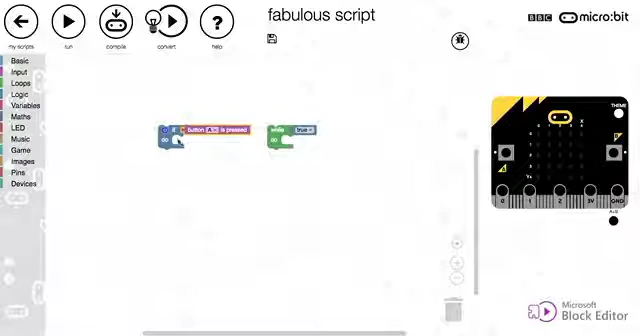 fabulous script
BBC micro:bit
my scripts run compile convert help
Basic
Input
Loops
Logic
Variables
Maths
LED
Music
Game
Images
Pins
Devices
if button A is pressed
do
while true
do
THEME
A
B
0 1 2 3V GND
A+B
Microsoft
Block Editor